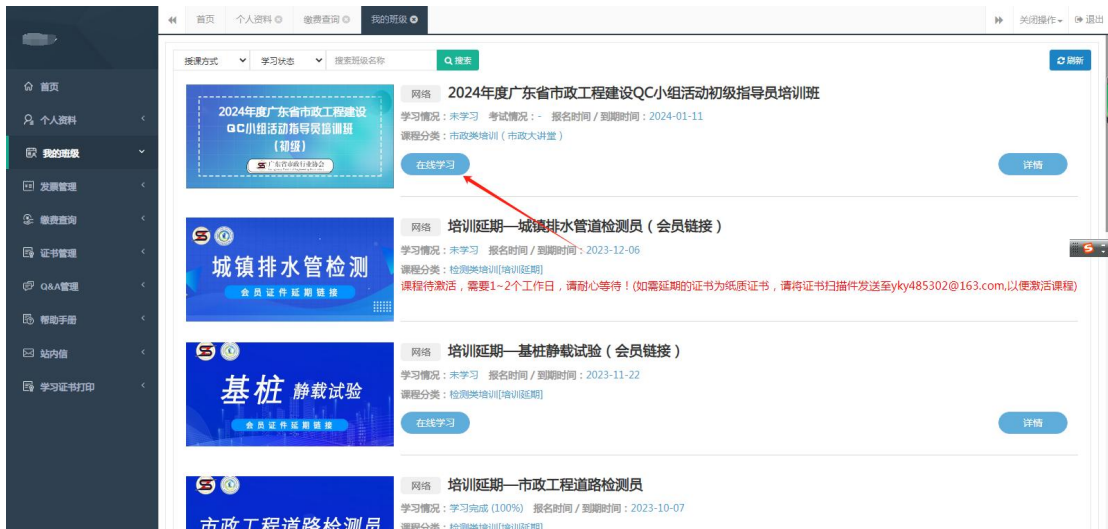 首页 个人资料 缴费查询 我的班级 关闭操作 退出
首页
个人资料
我的班级
发票管理
缴费查询
证书管理
Q&A管理
帮助手册
站内信
学习证书打印
授课方式 学习状态 搜索班级名称 搜索 刷新
2024年度广东省市政工程建设
QC小组活动指导员培训班
(初级)
广东省市政行业协会
网络 2024年度广东省市政工程建设QC小组活动初级指导员培训班
学习情况：未学习 考试情况：- 报名时间 / 到期时间：2024-01-11
课程分类：市政类培训（市政大讲堂）
在线学习 详情
城镇排水管检测
会员证件延期链接
网络 培训延期—城镇排水管道检测员（会员链接）
学习情况：未学习 报名时间 / 到期时间：2023-12-06
课程分类：检测类培训[培训延期]
课程待激活，需要1~2个工作日，请耐心等待！(如需延期的证书为纸质证书，请将证书扫描件发送至yky485302@163.com,以便激活课程)
基桩 静载试验
会员证件延期链接
网络 培训延期—基桩静载试验（会员链接）
学习情况：未学习 报名时间 / 到期时间：2023-11-22
课程分类：检测类培训[培训延期]
在线学习 详情
市政工程道路检测员
网络 培训延期—市政工程道路检测员
学习情况：学习完成 (100%) 报名时间 / 到期时间：2023-10-07
课程分类：检测类培训[培训延期]